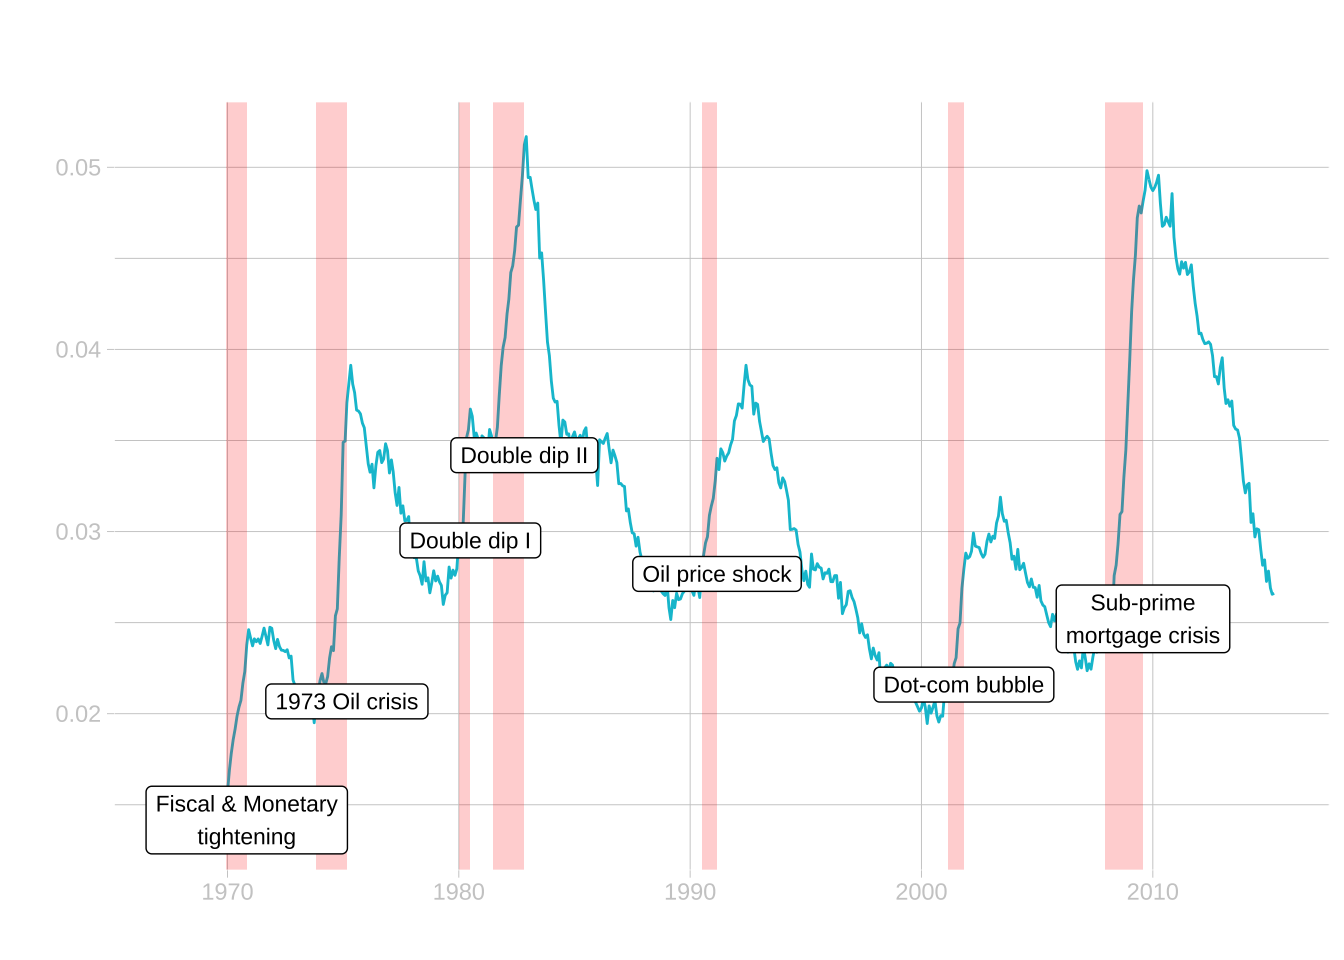 0.05
0.04
Double dip II
Double dip I
0.03
Oil price shock
Sub-prime
mortgage crisis
Dot-com bubble
1973 Oil crisis
0.02
Fiscal & Monetary
tightening
1970
1980
1990
2000
2010